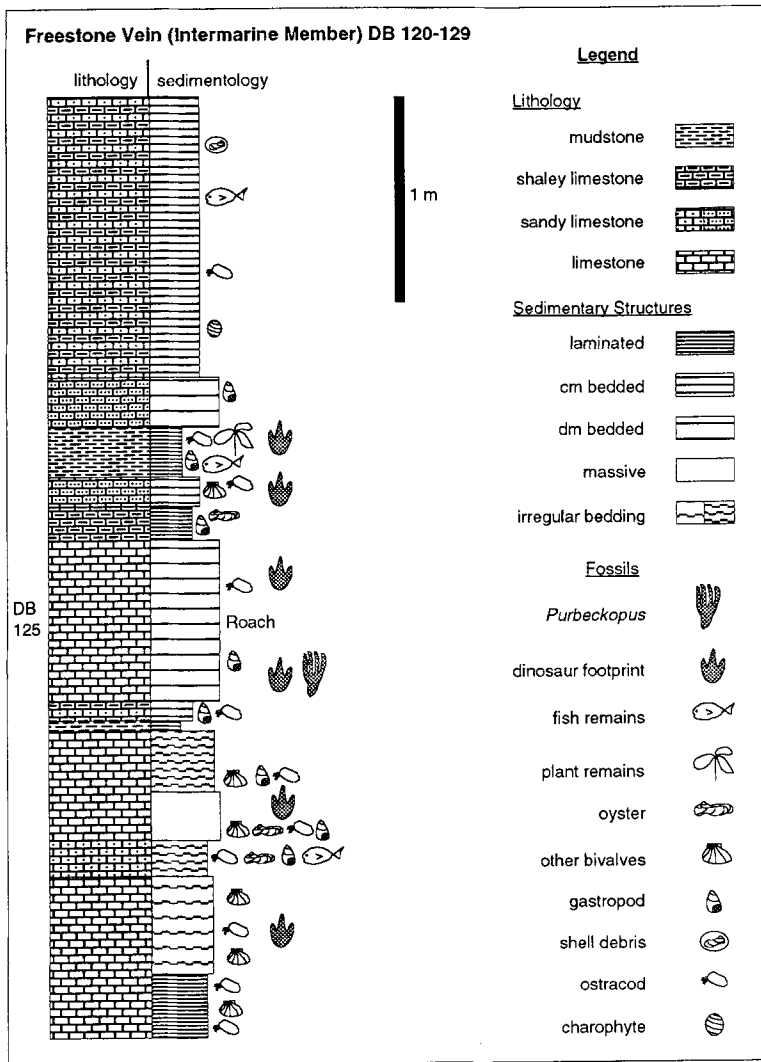 Freestone Vein (Intermarine Member) DB 120-129
lithology
sedimentology
1 m
DB
125
Roach
Legend
Lithology
mudstone
shaley limestone
sandy limestone
limestone
Sedimentary Structures
laminated
cm bedded
dm bedded
massive
irregular bedding
Fossils
Purbeckopus
dinosaur footprint
fish remains
plant remains
oyster
other bivalves
gastropod
shell debris
ostracod
charophyte